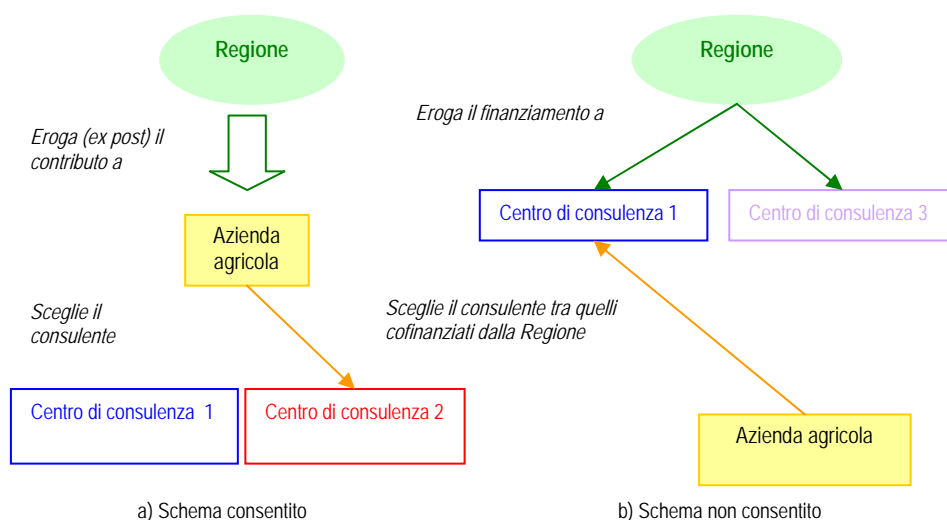 Regione
Eroga (ex post) il
contributo a
Azienda
agricola
Sceglie il
consulente
Centro di consulenza 1
Centro di consulenza 2
a) Schema consentito
Regione
Eroga il finanziamento a
Centro di consulenza 1
Centro di consulenza 3
Sceglie il consulente tra quelli
cofinanziati dalla Regione
Azienda agricola
b) Schema non consentito